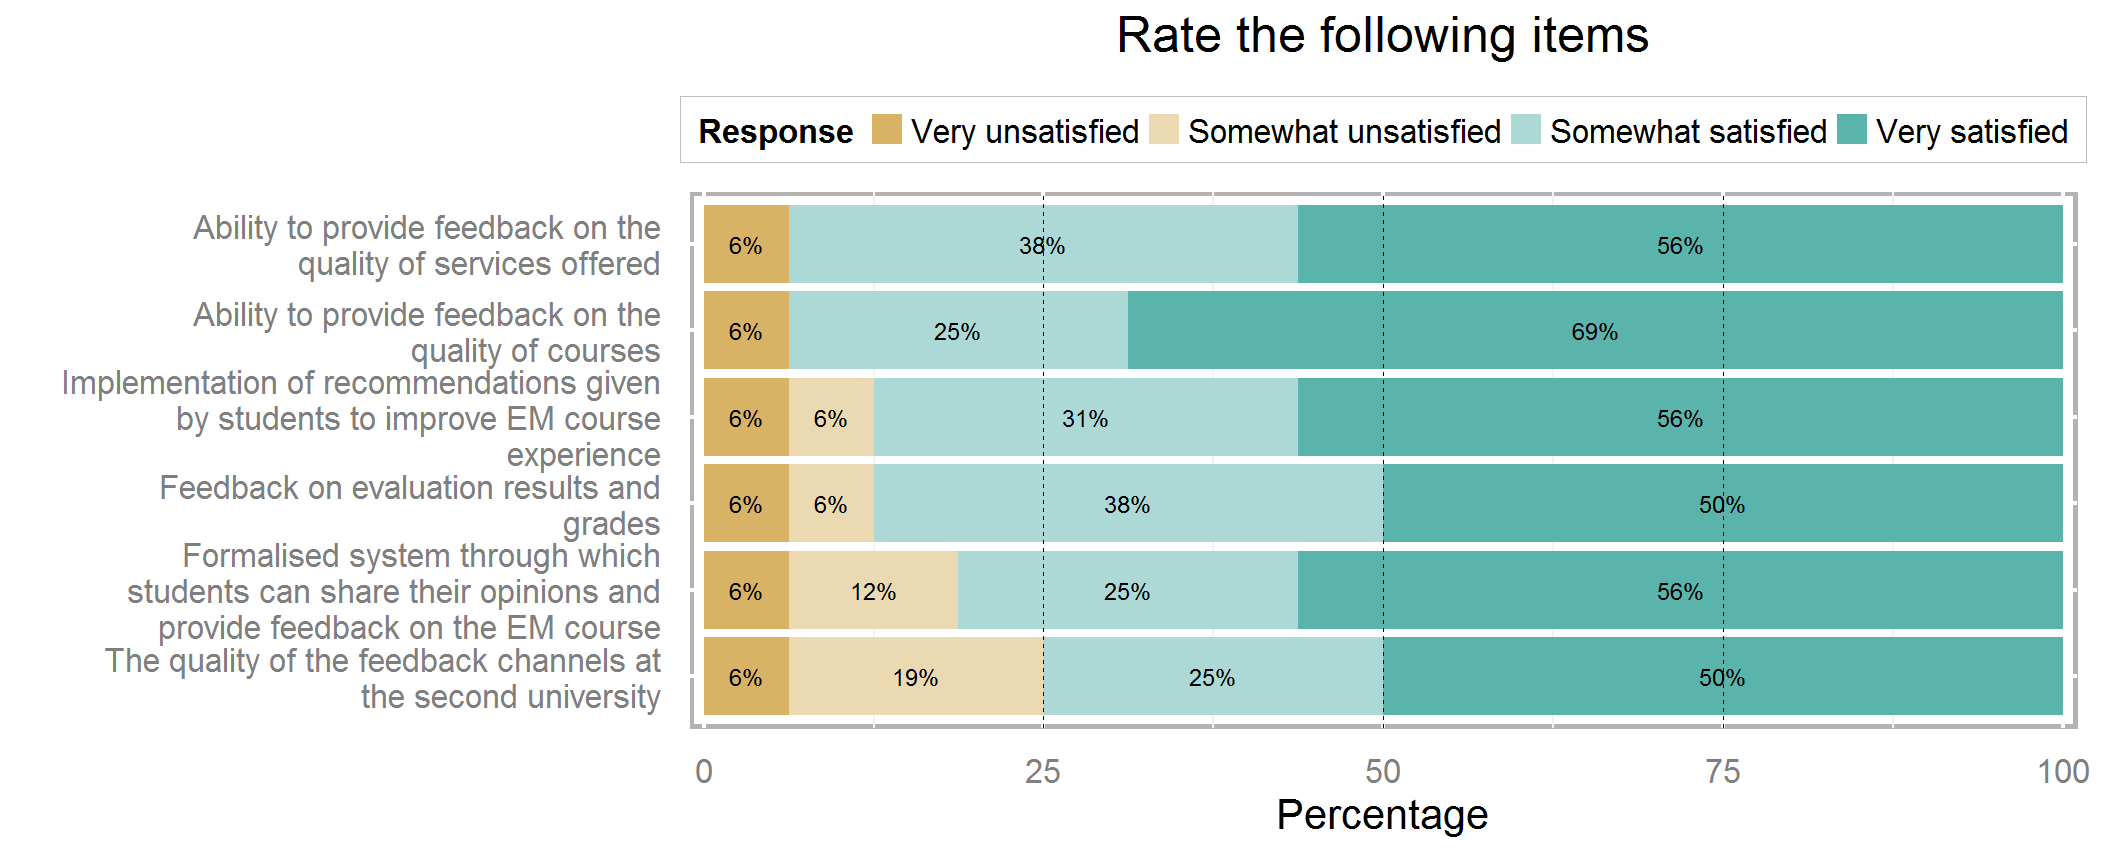 Rate the following items
Response Very unsatisfied Somewhat unsatisfied Somewhat satisfied Very satisfied
Ability to provide feedback on the
quality of services offered
6% 38% 56%
Ability to provide feedback on the
quality of courses
6% 25% 69%
Implementation of recommendations given
by students to improve EM course
experience
6% 6% 31% 56%
Feedback on evaluation results and
grades
6% 6% 38% 50%
Formalised system through which
students can share their opinions and
provide feedback on the EM course
6% 12% 25% 56%
The quality of the feedback channels at
the second university
6% 19% 25% 50%
0 25 50 75 100
Percentage